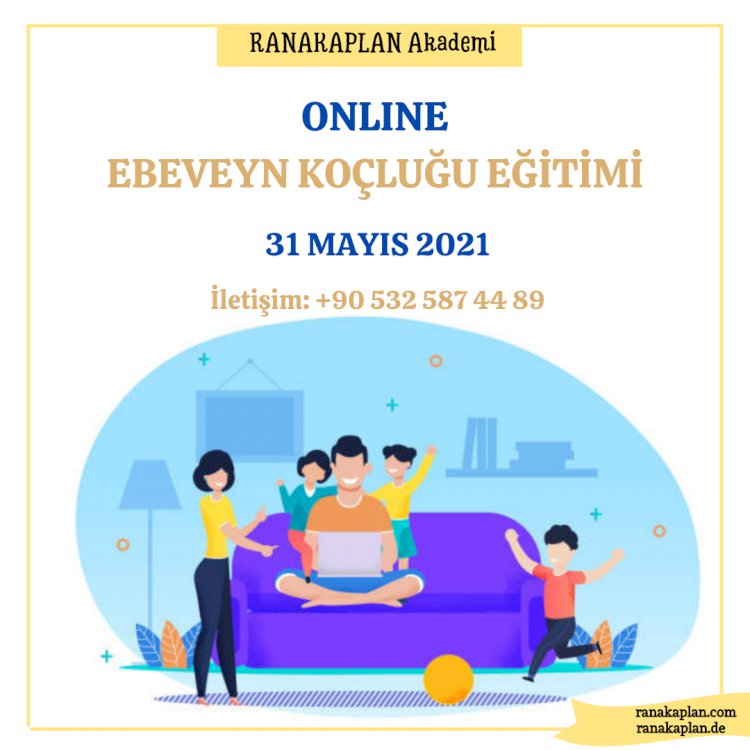 RANAKAPLAN Akademi
ONLINE
EBEVEYN KOÇLUĞU EĞİTİMİ
31 MAYIS 2021
İletişim: +90 532 587 44 89
ranakaplan.com
ranakaplan.de